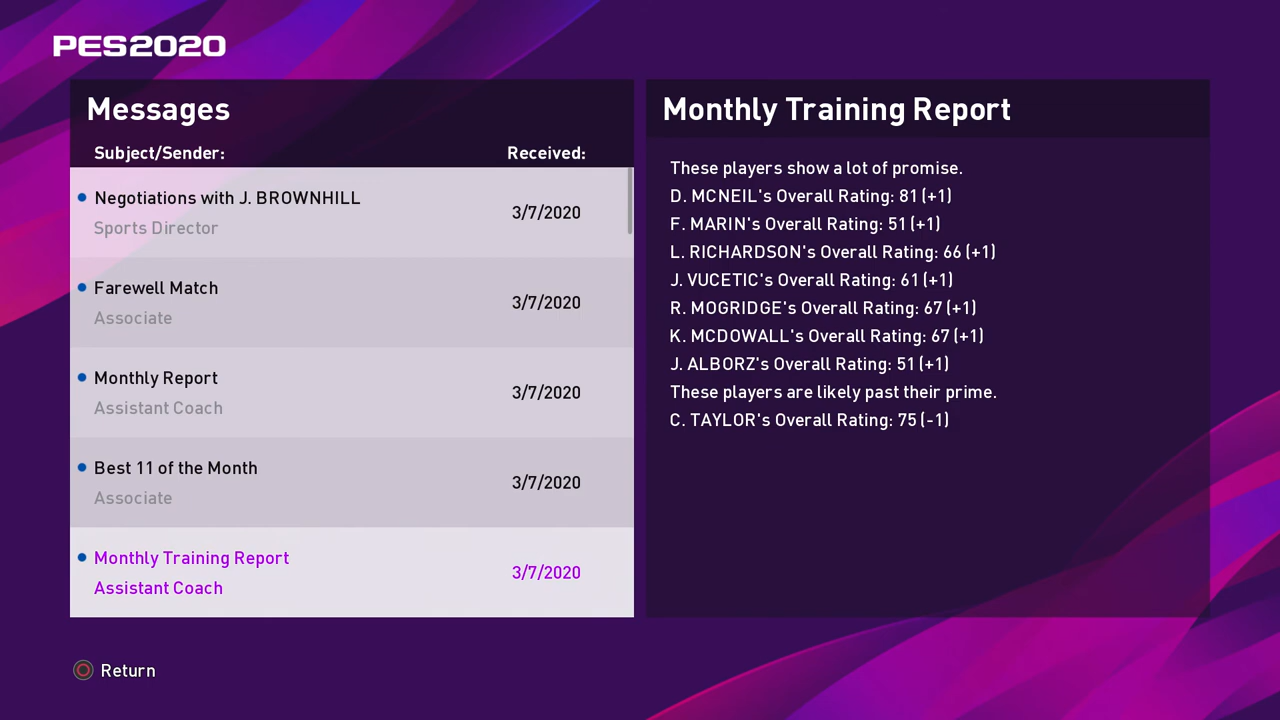 PES2020
Messages
Subject/Sender: Received:
Negotiations with J. BROWNHILL
Sports Director
3/7/2020
Farewell Match
Associate
3/7/2020
Monthly Report
Assistant Coach
3/7/2020
Best 11 of the Month
Associate
3/7/2020
Monthly Training Report
Assistant Coach
3/7/2020
Monthly Training Report
These players show a lot of promise.
D. MCNEIL's Overall Rating: 81 (+1)
F. MARIN's Overall Rating: 51 (+1)
L. RICHARDSON's Overall Rating: 66 (+1)
J. VUCETIC's Overall Rating: 61 (+1)
R. MOGRIDGE's Overall Rating: 67 (+1)
K. MCDOWALL's Overall Rating: 67 (+1)
J. ALBORZ's Overall Rating: 51 (+1)
These players are likely past their prime.
C. TAYLOR's Overall Rating: 75 (-1)
Return